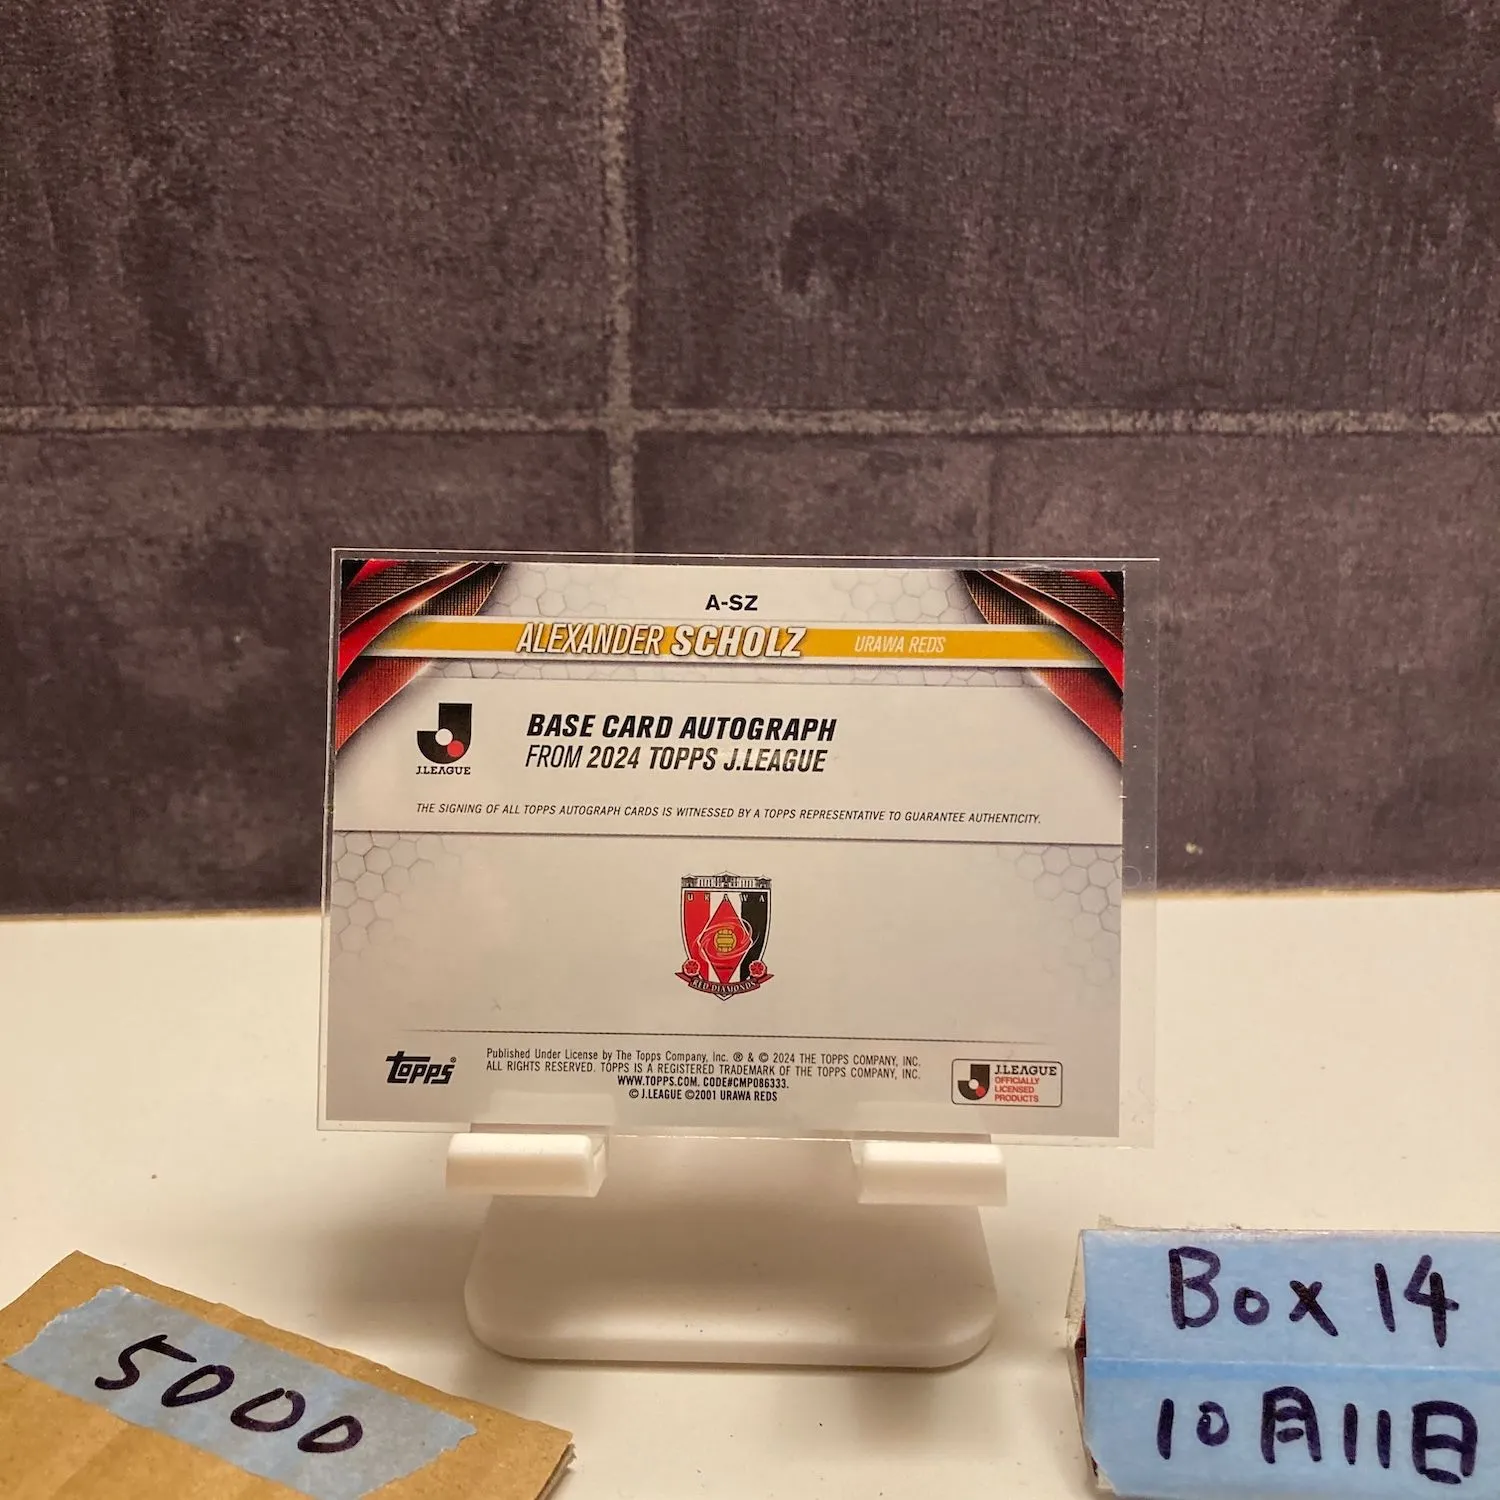 A-SZ
ALEXANDER SCHOLZ URAWA REDS
J.LEAGUE
BASE CARD AUTOGRAPH
FROM 2024 TOPPS J.LEAGUE
THE SIGNING OF ALL TOPPS AUTOGRAPH CARDS IS WITNESSED BY A TOPPS REPRESENTATIVE TO GUARANTEE AUTHENTICITY.
URAWA
RED DIAMONDS
Topps®
Published Under License by The Topps Company, Inc. ® & © 2024 THE TOPPS COMPANY, INC.
ALL RIGHTS RESERVED. TOPPS IS A REGISTERED TRADEMARK OF THE TOPPS COMPANY, INC.
WWW.TOPPS.COM. CODE#CMP086333.
© J.LEAGUE ©2001 URAWA REDS
J.LEAGUE
OFFICIALLY
LICENSED
PRODUCTS
5000
Box 14
10月11日